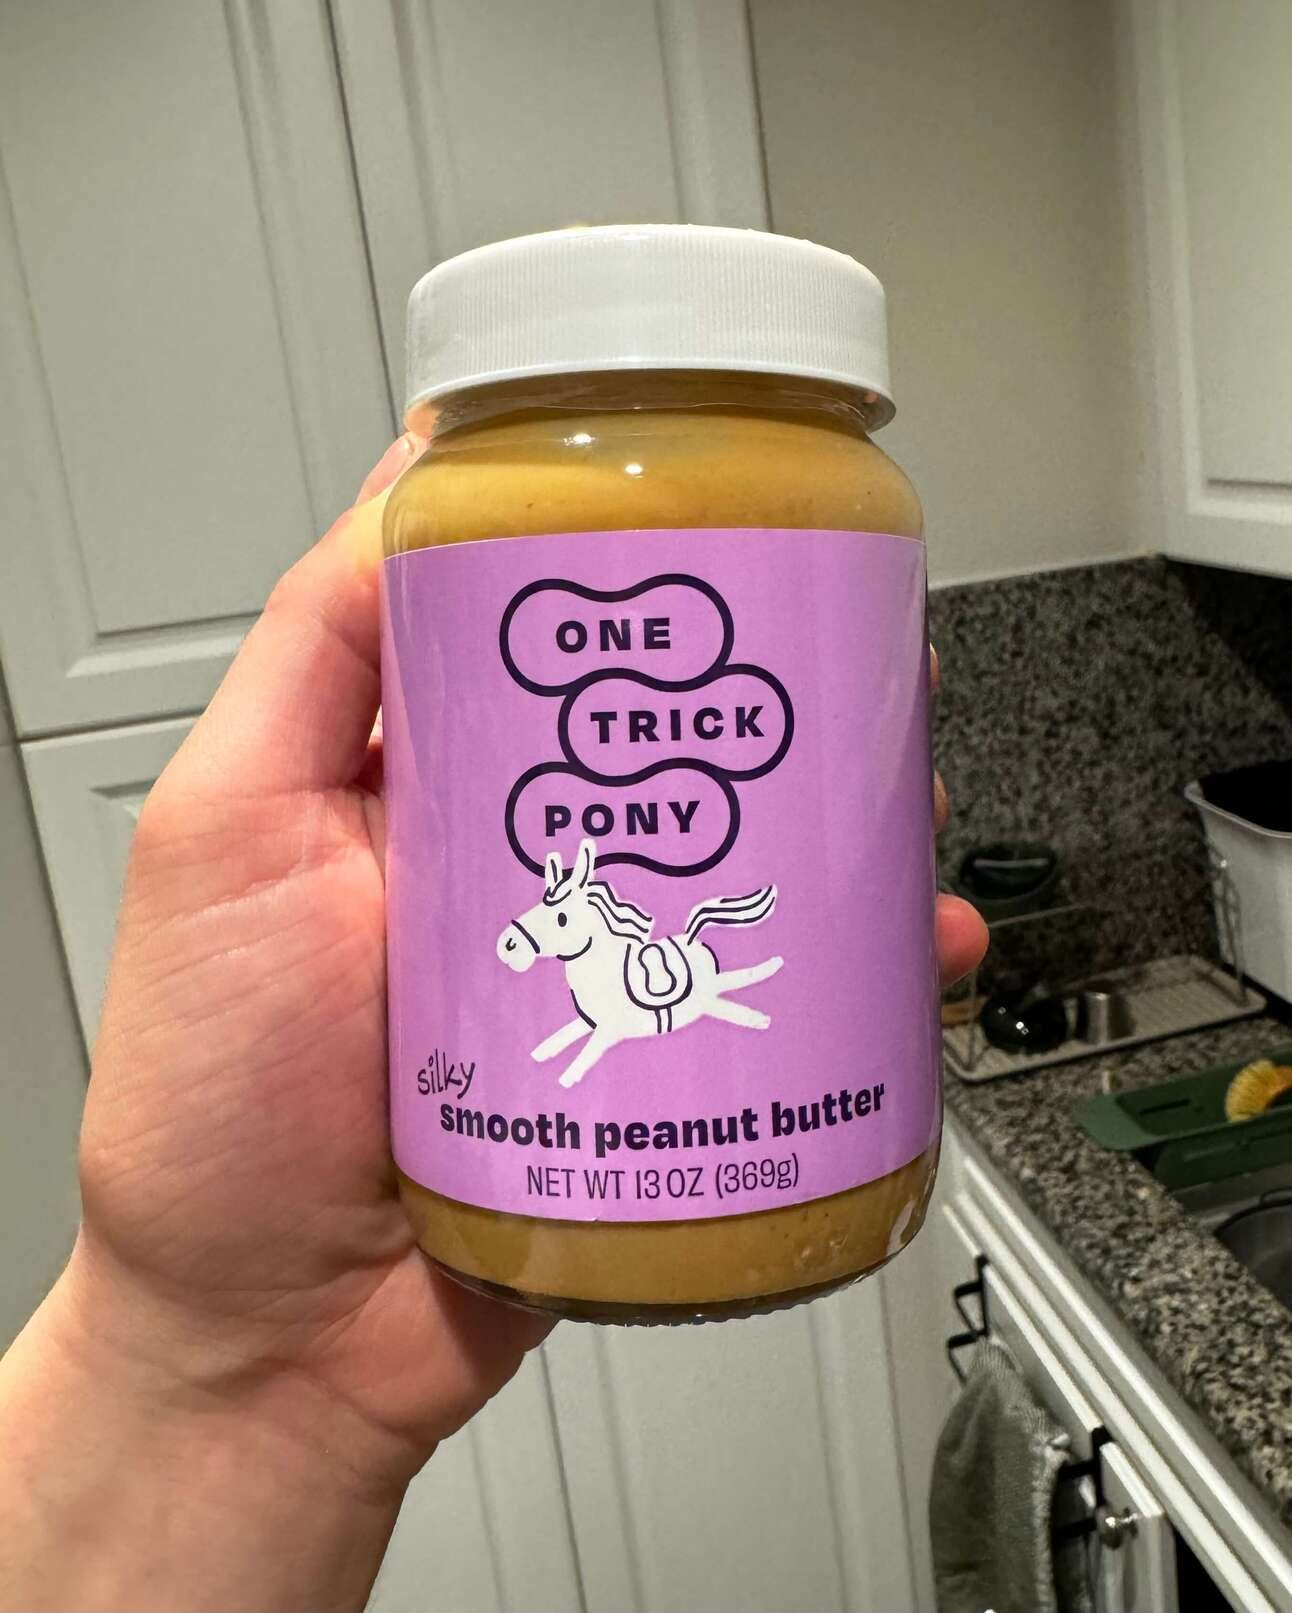 ONE
TRICK
PONY
silky
smooth peanut butter
NET WT 13 OZ (369g)